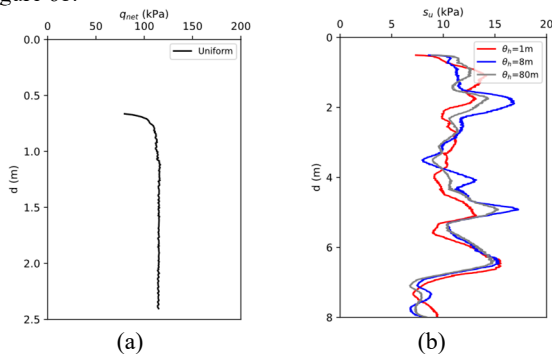 q_net (kPa)
0 50 100 150 200
0.0
0.5
1.0
1.5
2.0
2.5
d (m)
Uniform
(a)
s_u (kPa)
0 5 10 15 20
0
2
4
6
8
d (m)
θ_h=1m
θ_h=8m
θ_h=80m
(b)